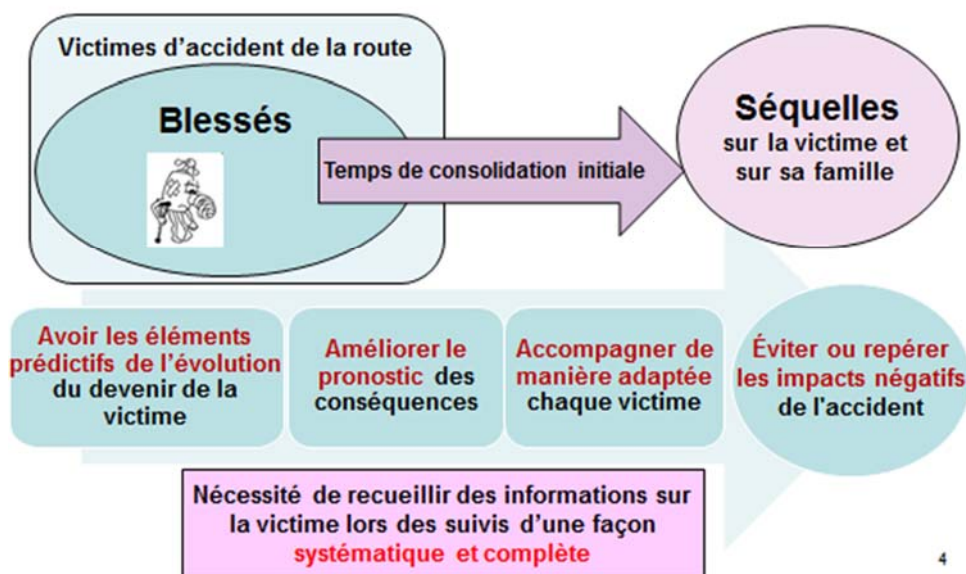 Victimes d’accident de la route
Blessés
Temps de consolidation initiale
Séquelles
sur la victime et
sur sa famille
Avoir les éléments
prédictifs de l’évolution
du devenir de la
victime
Améliorer le
pronostic des
conséquences
Accompagner de
manière adaptée
chaque victime
Éviter ou repérer
les impacts négatifs
de l'accident
Nécessité de recueillir des informations sur
la victime lors des suivis d’une façon
systématique et complète
4